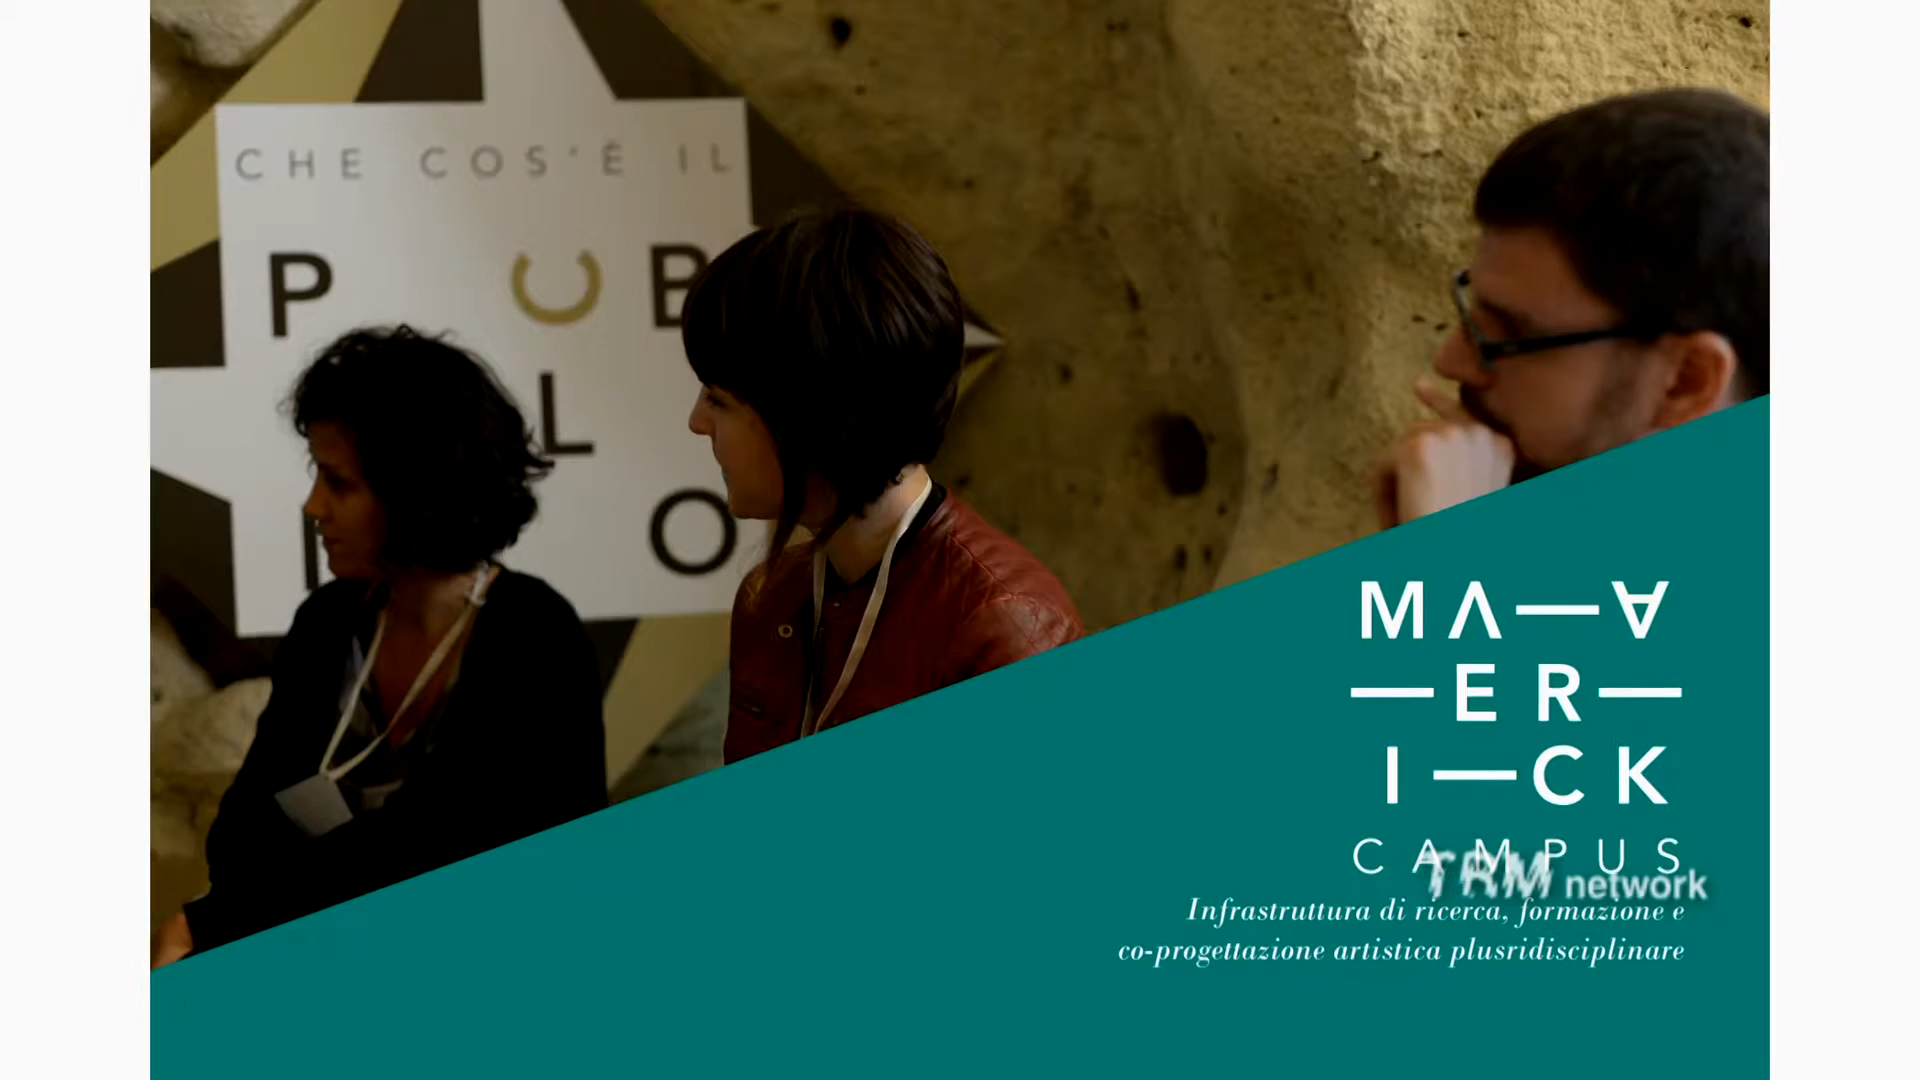 CHE COS'È IL
P U B
L
O
MA—∀
—ER—
I—CK
CAMPUS
TRM network
Infrastruttura di ricerca, formazione e
co-progettazione artistica plusridisciplinare